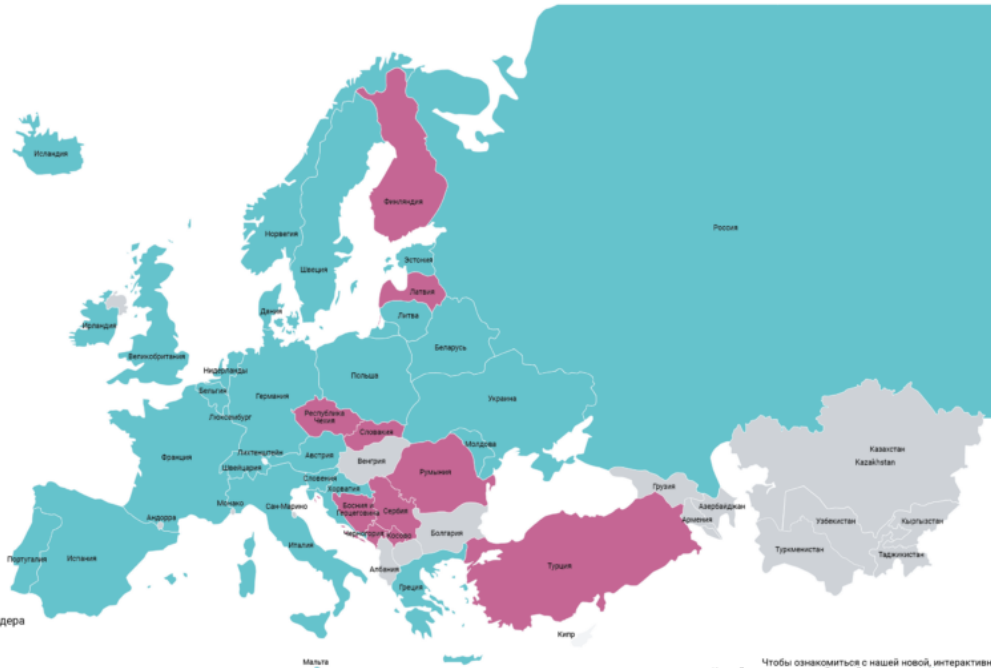 Исландия
Финляндия
Россия
Норвегия
Швеция
Эстония
Латвия
Дания
Литва
Ирландия
Великобритания
Беларусь
Нидерланды
Польша
Бельгия
Германия
Украина
Люксембург
Республика
Чехия
Словакия
Молдова
Франция
Лихтенштейн
Австрия
Венгрия
Казахстан
Kazakhstan
Швейцария
Румыния
Словения
Грузия
Хорватия
Монако
Сан-Марино
Босния и
Герцеговина
Сербия
Азербайджан
Андорра
Армения
Узбекистан
Кыргызстан
Черногория
Косово
Болгария
Италия
Туркменистан
Таджикистан
Португалия
Испания
Албания
Турция
Греция
дера
Кипр
Мальта
Чтобы ознакомиться с нашей новой, интерактивн